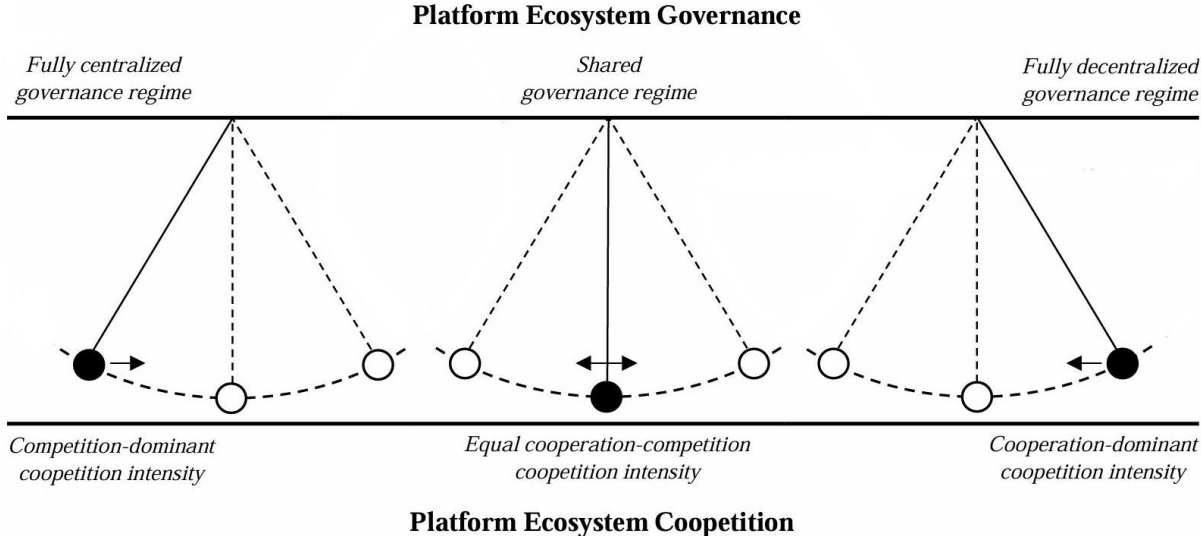 Platform Ecosystem Governance
Fully centralized
governance regime
Shared
governance regime
Fully decentralized
governance regime
Competition-dominant
coopetition intensity
Equal cooperation-competition
coopetition intensity
Cooperation-dominant
coopetition intensity
Platform Ecosystem Coopetition